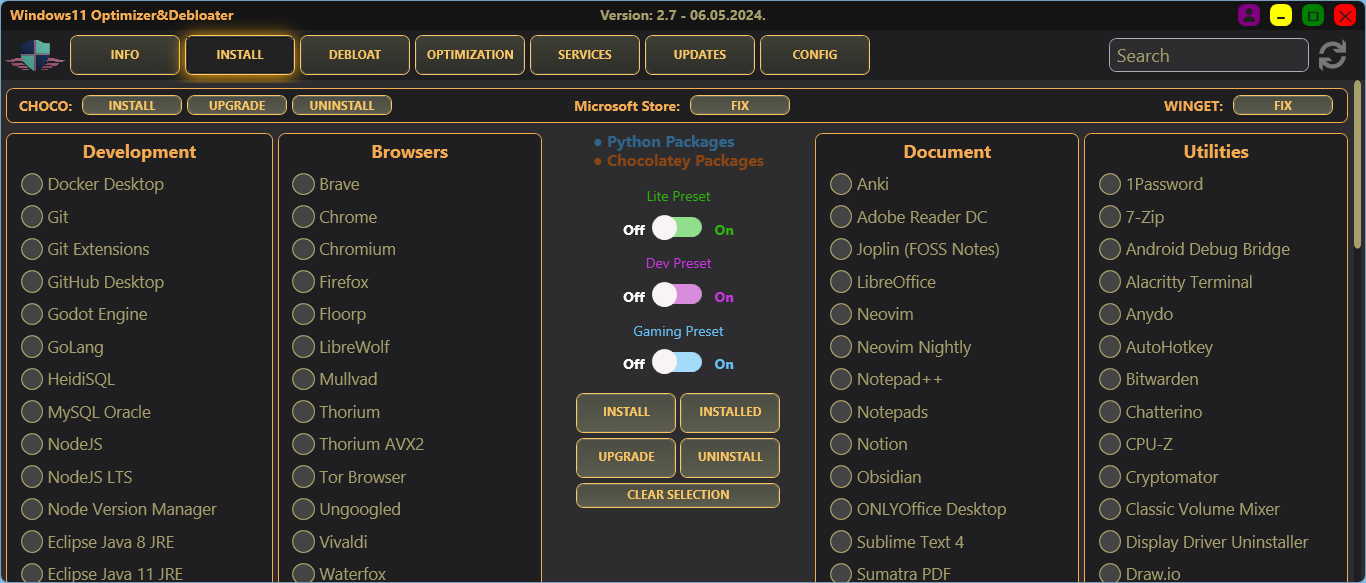 Windows11 Optimizer&Debloater
Version: 2.7 - 06.05.2024.
INFO
INSTALL
DEBLOAT
OPTIMIZATION
SERVICES
UPDATES
CONFIG
Search
CHOCO:
INSTALL
UPGRADE
UNINSTALL
Microsoft Store:
FIX
WINGET:
FIX
Development
Docker Desktop
Git
Git Extensions
GitHub Desktop
Godot Engine
GoLang
HeidiSQL
MySQL Oracle
NodeJS
NodeJS LTS
Node Version Manager
Eclipse Java 8 JRE
Eclipse Java 11 JRE
Browsers
Brave
Chrome
Chromium
Firefox
Floorp
LibreWolf
Mullvad
Thorium
Thorium AVX2
Tor Browser
Ungoogled
Vivaldi
Waterfox
• Python Packages
• Chocolatey Packages
Lite Preset
Off On
Dev Preset
Off On
Gaming Preset
Off On
INSTALL
INSTALLED
UPGRADE
UNINSTALL
CLEAR SELECTION
Document
Anki
Adobe Reader DC
Joplin (FOSS Notes)
LibreOffice
Neovim
Neovim Nightly
Notepad++
Notepads
Notion
Obsidian
ONLYOffice Desktop
Sublime Text 4
Sumatra PDF
Utilities
1Password
7-Zip
Android Debug Bridge
Alacritty Terminal
Anydo
AutoHotkey
Bitwarden
Chatterino
CPU-Z
Cryptomator
Classic Volume Mixer
Display Driver Uninstaller
Draw.io